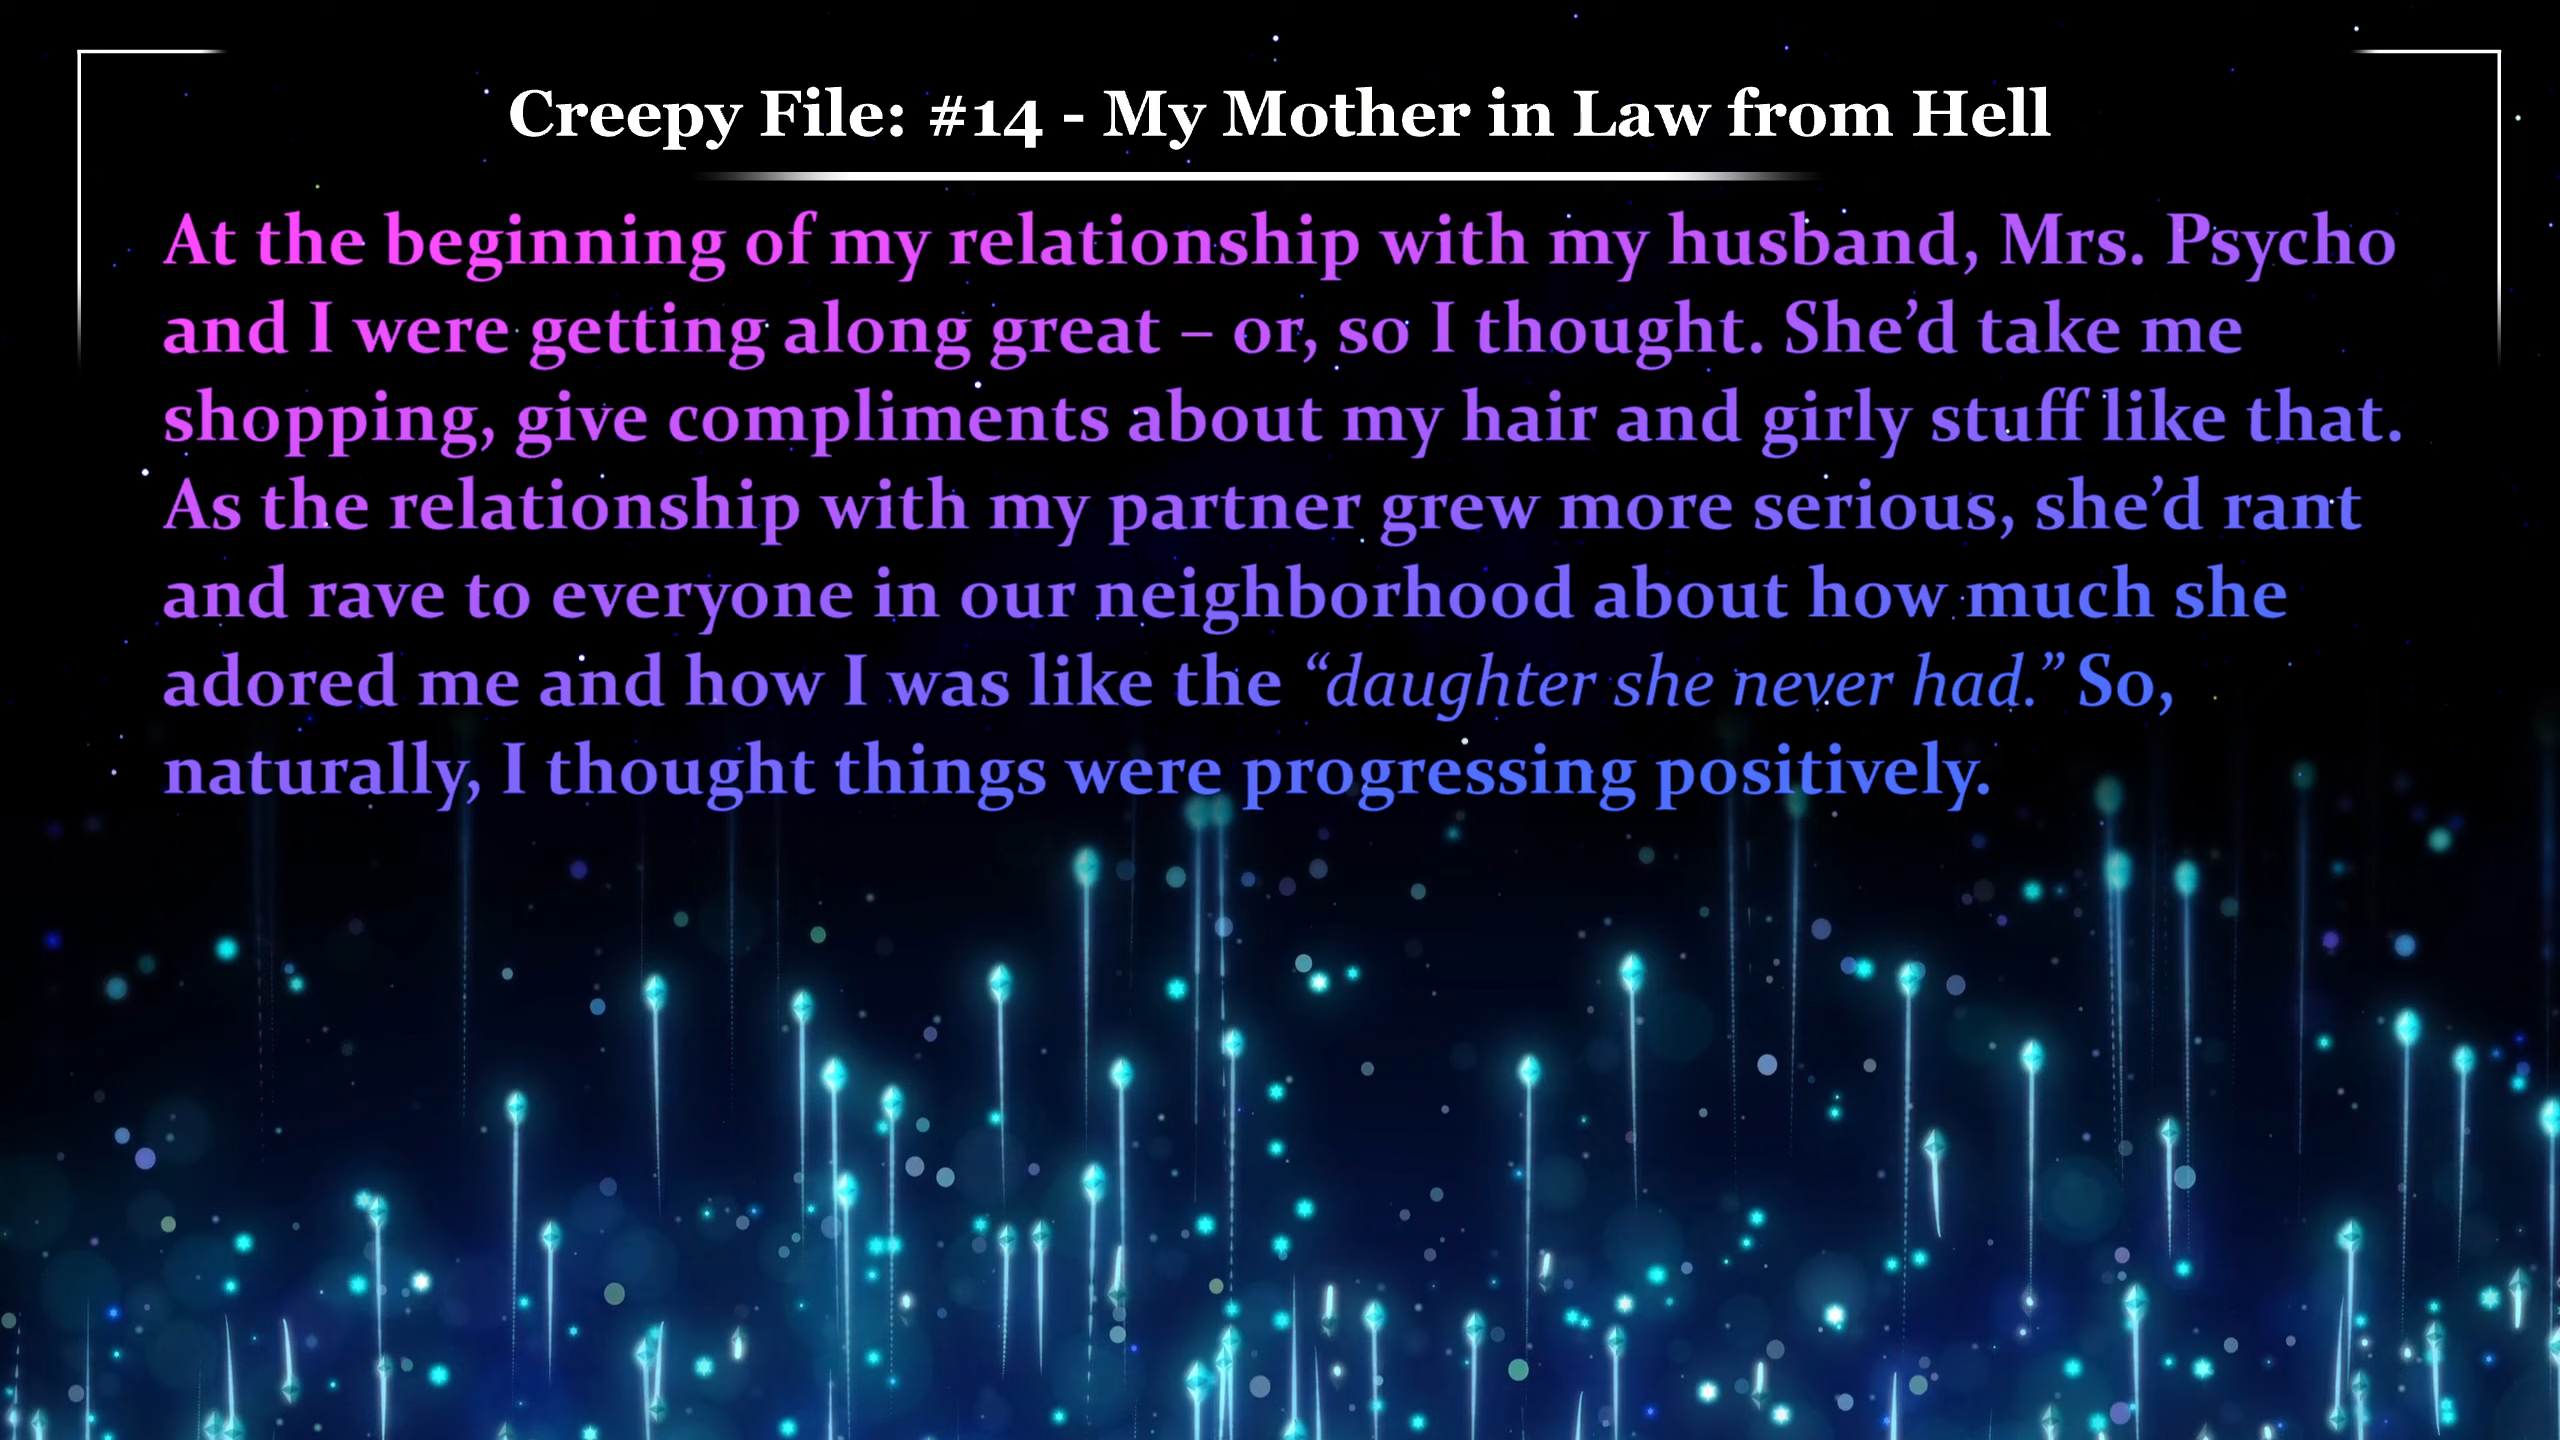 Creepy File: #14 - My Mother in Law from Hell
At the beginning of my relationship with my husband, Mrs. Psycho
and I were getting along great – or, so I thought. She’d take me
shopping, give compliments about my hair and girly stuff like that.
As the relationship with my partner grew more serious, she’d rant
and rave to everyone in our neighborhood about how much she
adored me and how I was like the “daughter she never had.” So,
naturally, I thought things were progressing positively.